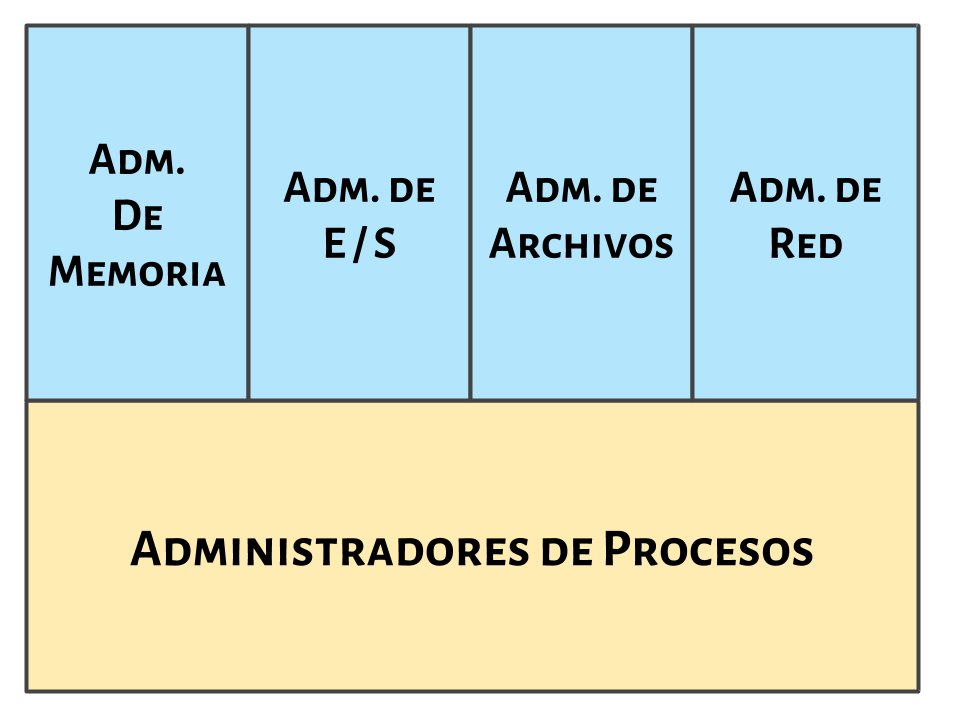 Adm.
De
Memoria
Adm. de
E/S
Adm. de
Archivos
Adm. de
Red
Administradores de Procesos